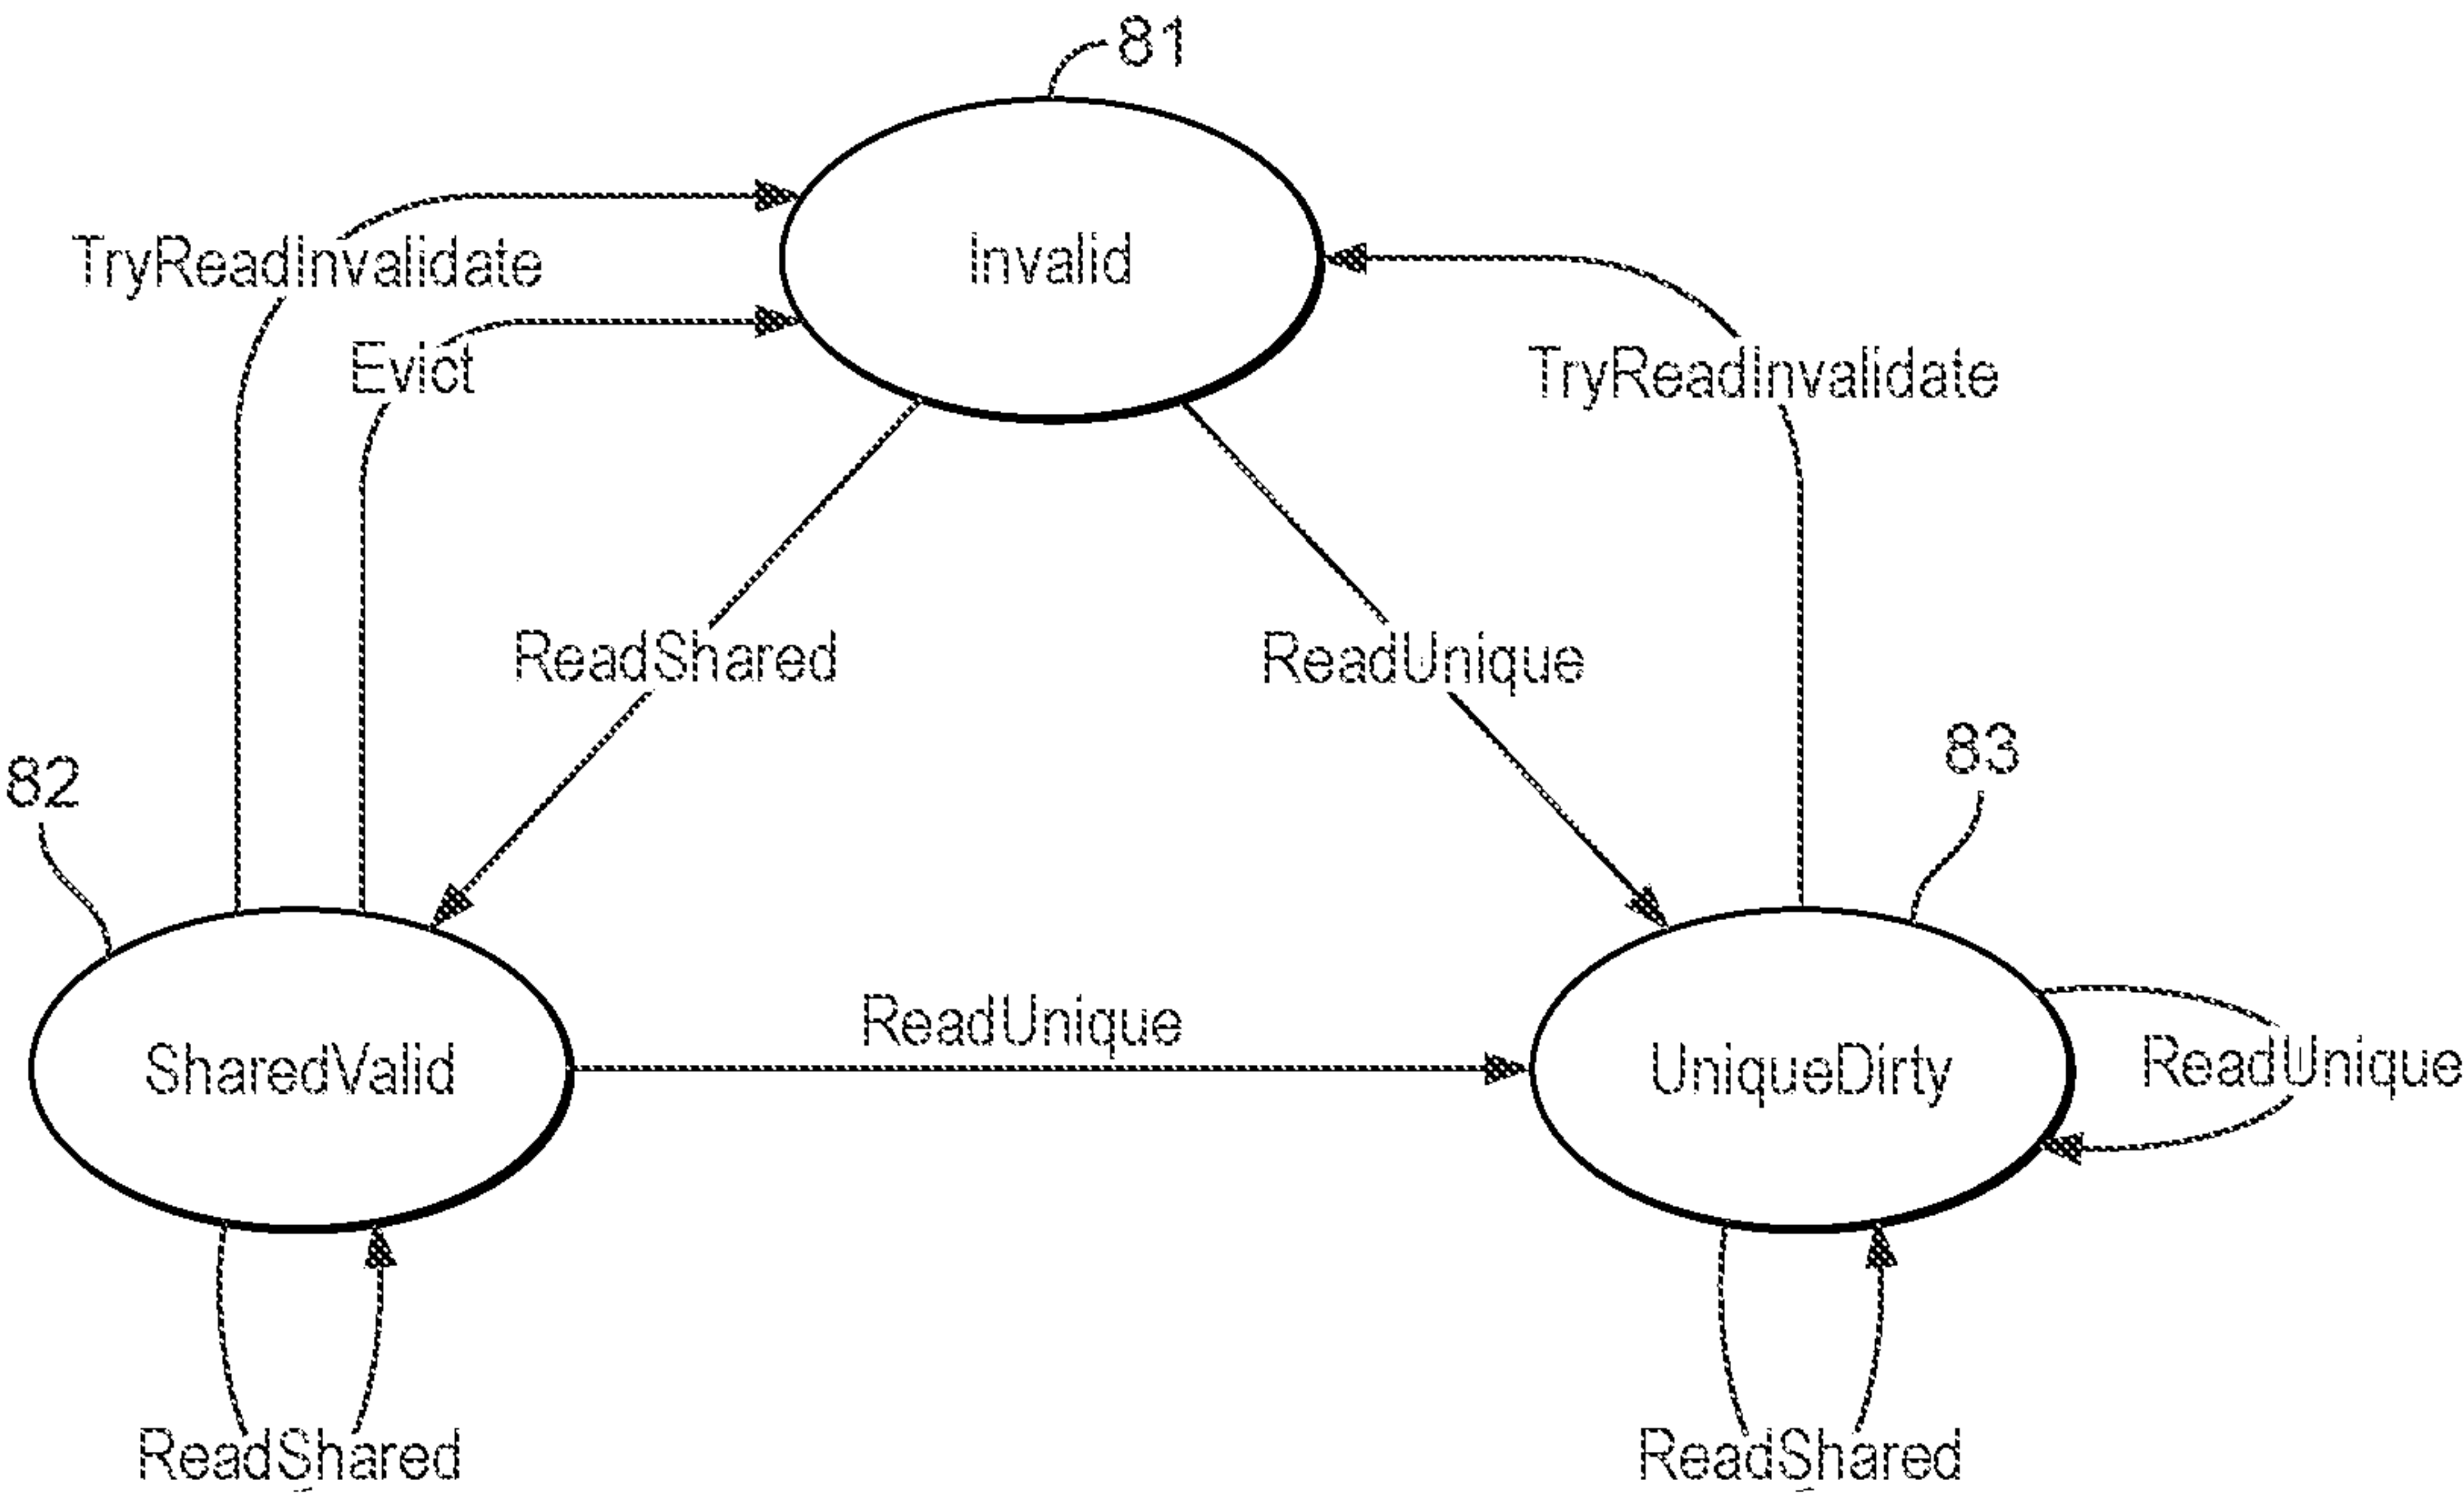 81
TryReadInvalidate
Invalid
Evict
TryReadInvalidate
ReadShared
ReadUnique
82
83
ReadUnique
SharedValid
UniqueDirty
ReadUnique
ReadShared
ReadShared